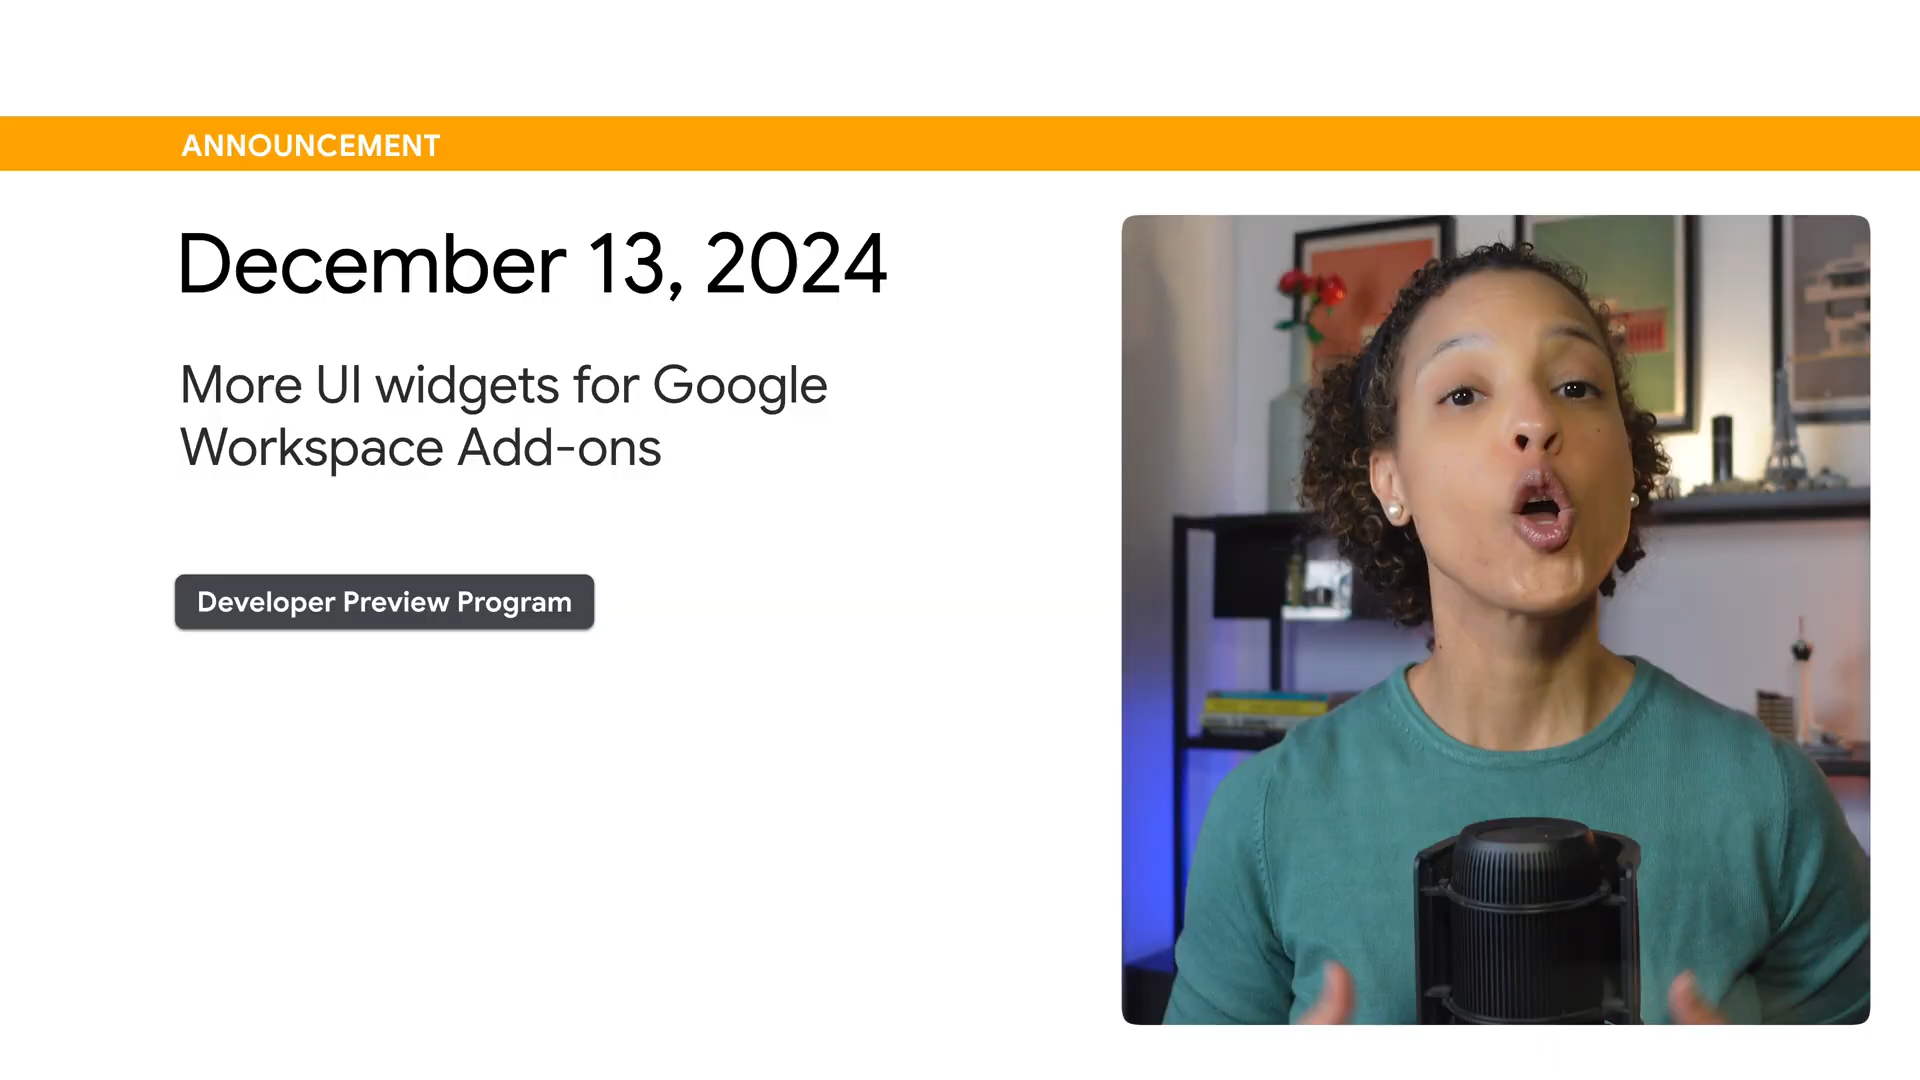 ANNOUNCEMENT
December 13, 2024
More UI widgets for Google
Workspace Add-ons
Developer Preview Program